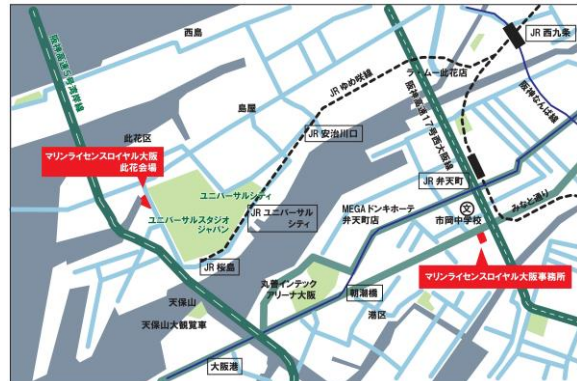 西島
JR 西九条
阪神高速5号湾岸線
JRゆめ咲線
ラ・ムー此花店
島屋
阪神高速17号西大阪線
阪神なんば線
此花区
JR 安治川口
マリンライセンスロイヤル大阪
此花会場
JR 弁天町
ユニバーサルシティ
みなと通り
MEGAドンキホーテ
弁天町店
文
市岡中学校
ユニバーサルスタジオ
ジャパン
JR ユニバーサル
シティ
JR 桜島
丸善インテック
アリーナ大阪
マリンライセンスロイヤル大阪事務所
朝潮橋
天保山
港区
天保山大観覧車
大阪港